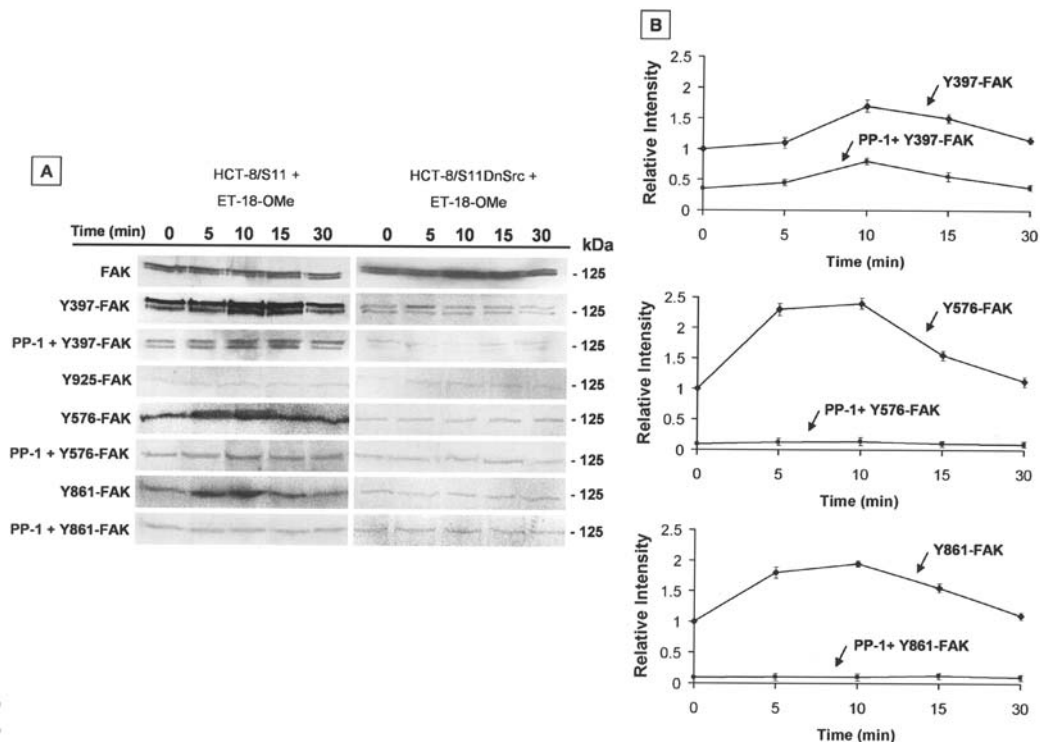 A
HCT-8/S11 +
ET-18-OMe
HCT-8/S11DnSrc +
ET-18-OMe
Time (min) 0 5 10 15 30 0 5 10 15 30 kDa
FAK - 125
Y397-FAK - 125
PP-1 + Y397-FAK - 125
Y925-FAK - 125
Y576-FAK - 125
PP-1 + Y576-FAK - 125
Y861-FAK - 125
PP-1 + Y861-FAK - 125
B
Relative Intensity
2.5
2
1.5
1
0.5
0
Y397-FAK
PP-1+ Y397-FAK
0 5 10 15 30
Time (min)
Relative Intensity
2.5
2
1.5
1
0.5
0
Y576-FAK
PP-1+ Y576-FAK
0 5 10 15 30
Time (min)
Relative Intensity
2.5
2
1.5
1
0.5
0
Y861-FAK
PP-1+ Y861-FAK
0 5 10 15 30
Time (min)